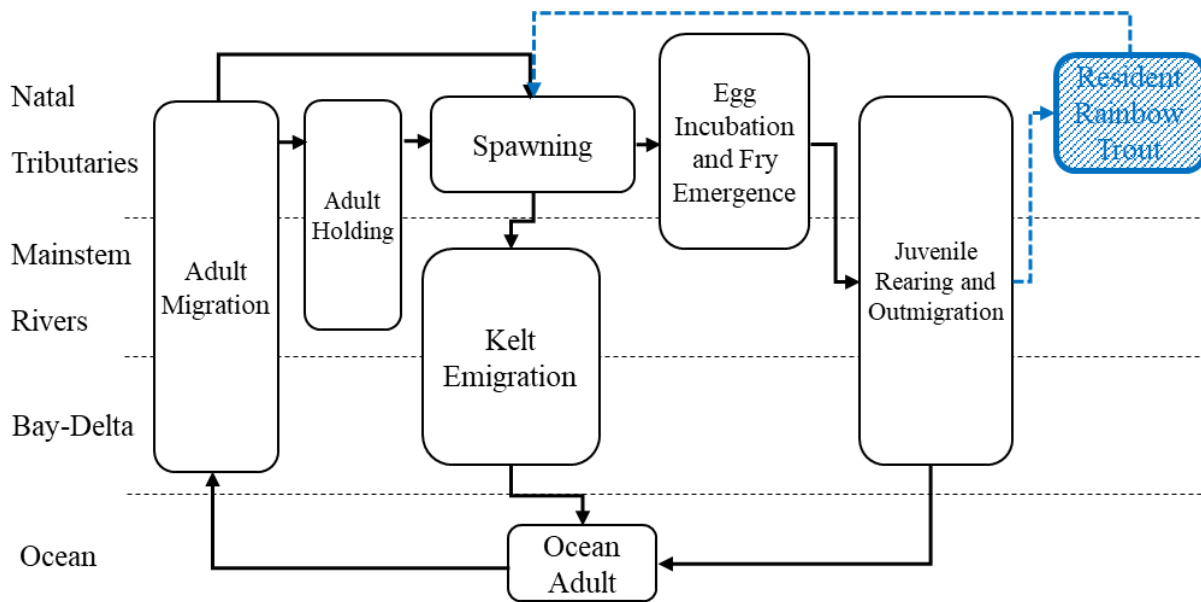 Natal
Tributaries
Mainstem
Rivers
Bay-Delta
Ocean
Adult
Migration
Adult
Holding
Spawning
Kelt
Emigration
Ocean
Adult
Egg
Incubation
and Fry
Emergence
Juvenile
Rearing and
Outmigration
Resident
Rainbow
Trout